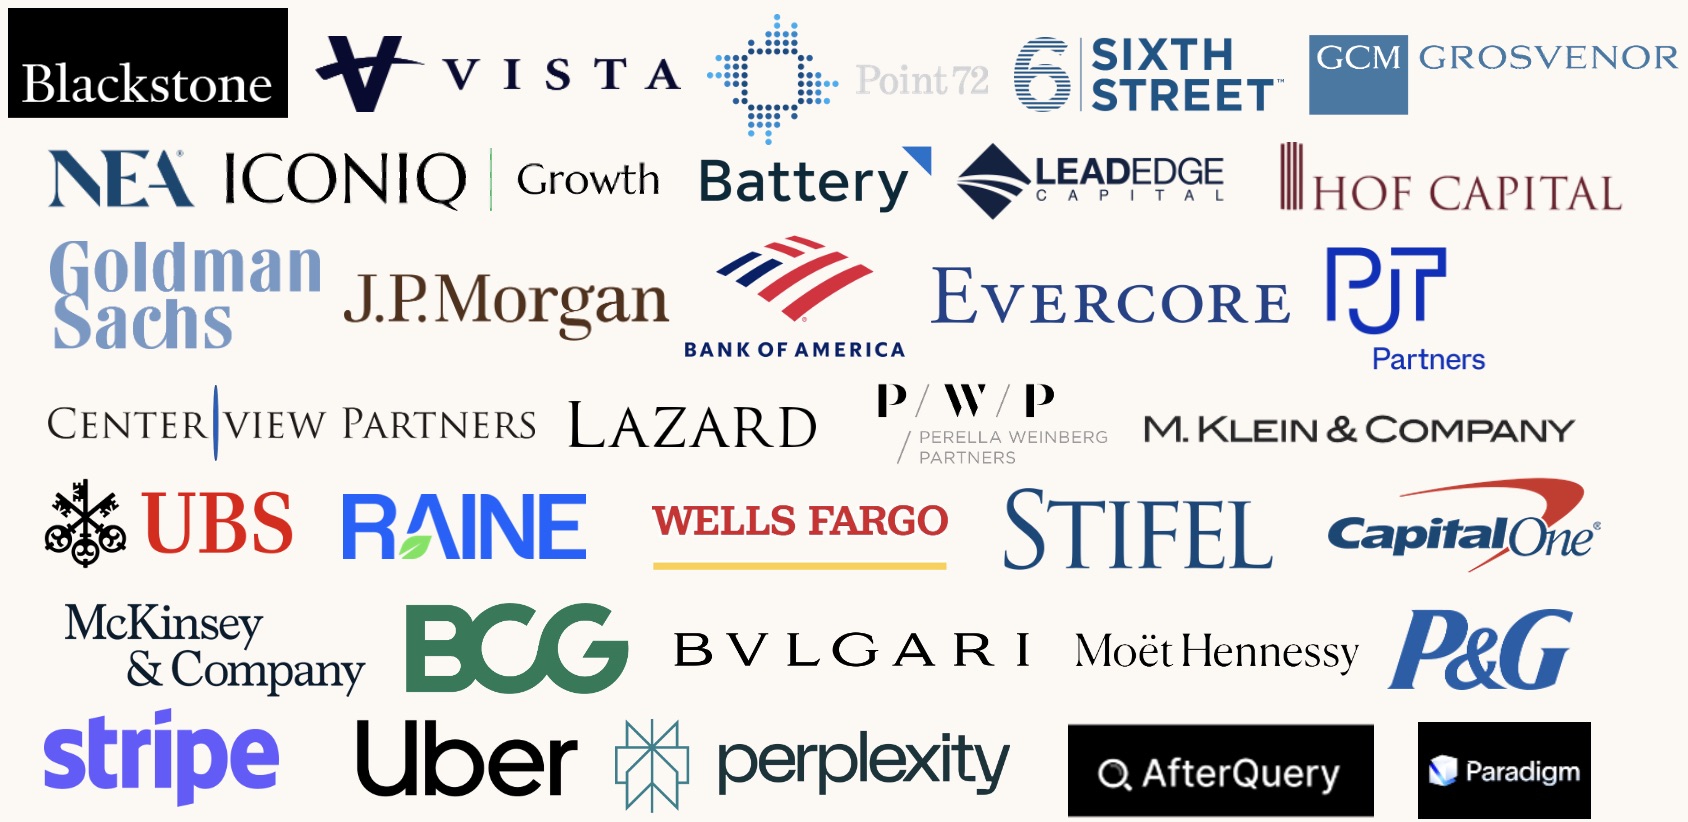 Blackstone
VISTA
Point72
6
SIXTH
STREET™
GCM GROSVENOR
NEA®
ICONIQ | Growth
Battery
LEADEDGE
CAPITAL
HOF CAPITAL
Goldman
Sachs
J.P.Morgan
BANK OF AMERICA
EVERCORE
PJT
Partners
CENTERVIEW PARTNERS
LAZARD
P/W/P
/ PERELLA WEINBERG
PARTNERS
M. KLEIN & COMPANY
UBS
RAINE
WELLS FARGO
STIFEL
CapitalOne®
McKinsey
& Company
BCG
BVLGARI
Moët Hennessy
P&G
stripe
Uber
perplexity
AfterQuery
Paradigm